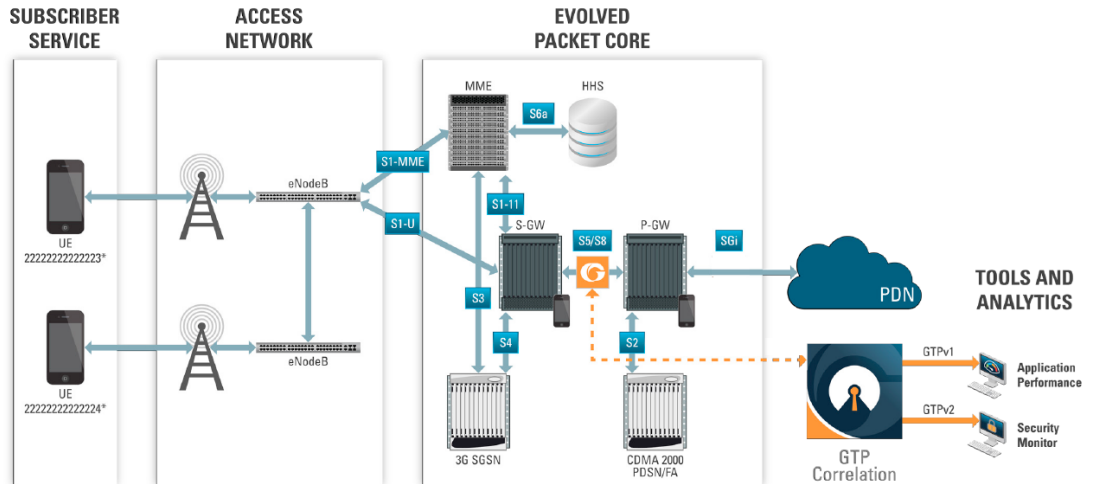 SUBSCRIBER
SERVICE
ACCESS
NETWORK
EVOLVED
PACKET CORE
MME
HHS
S6a
S1-MME
eNodeB
S1-11
S1-U
S-GW
P-GW
S5/S8
SGi
UE
22222222222223*
PDN
TOOLS AND
ANALYTICS
S3
S4
S2
eNodeB
GTPv1
Application
Performance
UE
22222222222224*
GTPv2
Security
Monitor
3G SGSN
CDMA 2000
PDSN/FA
GTP
Correlation